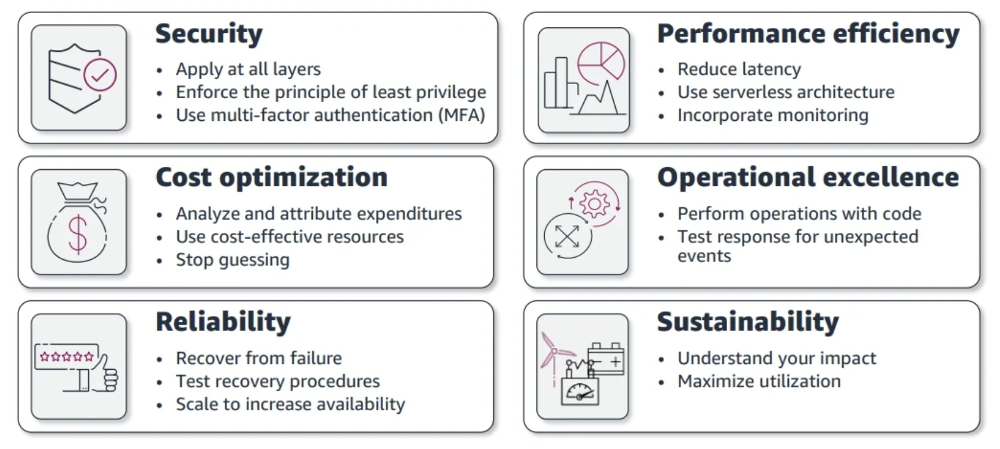 Security
• Apply at all layers
• Enforce the principle of least privilege
• Use multi-factor authentication (MFA)
Performance efficiency
• Reduce latency
• Use serverless architecture
• Incorporate monitoring
Cost optimization
• Analyze and attribute expenditures
• Use cost-effective resources
• Stop guessing
Operational excellence
• Perform operations with code
• Test response for unexpected
events
Reliability
• Recover from failure
• Test recovery procedures
• Scale to increase availability
Sustainability
• Understand your impact
• Maximize utilization